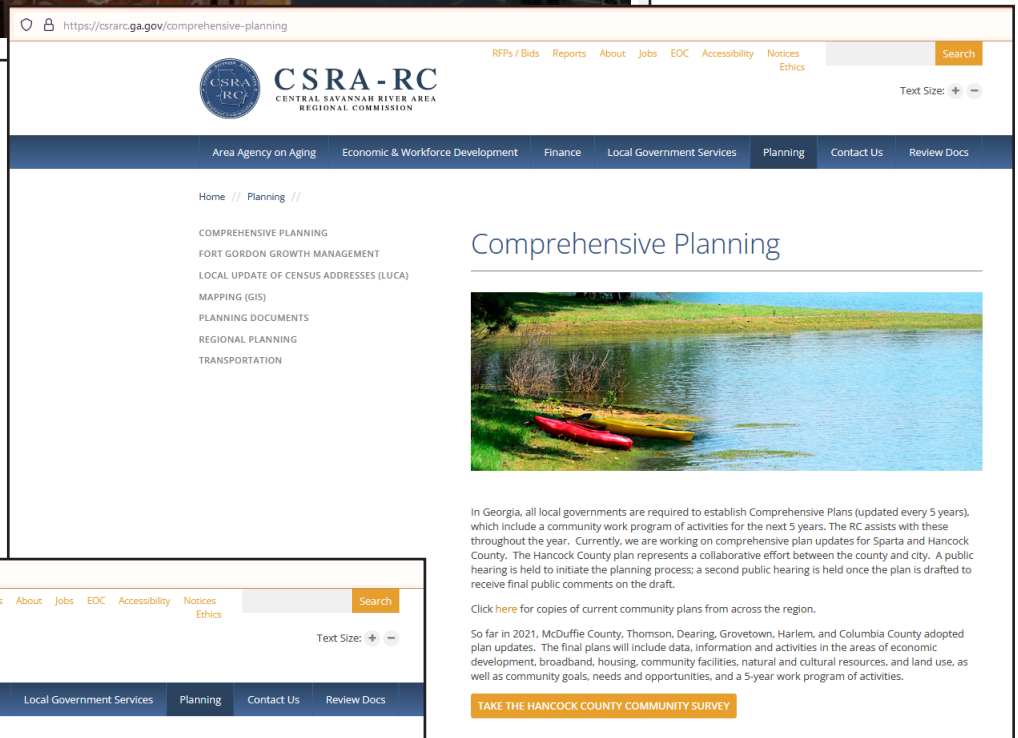 https://csrarc.ga.gov/comprehensive-planning
RFPs / Bids Reports About Jobs EOC Accessibility Notices
Ethics
Search
CSRA
-RC-
CSRA-RC
CENTRAL SAVANNAH RIVER AREA
REGIONAL COMMISSION
Text Size: + −
Area Agency on Aging Economic & Workforce Development Finance Local Government Services Planning Contact Us Review Docs
Home // Planning //
COMPREHENSIVE PLANNING
FORT GORDON GROWTH MANAGEMENT
LOCAL UPDATE OF CENSUS ADDRESSES (LUCA)
MAPPING (GIS)
PLANNING DOCUMENTS
REGIONAL PLANNING
TRANSPORTATION
Comprehensive Planning
In Georgia, all local governments are required to establish Comprehensive Plans (updated every 5 years),
which include a community work program of activities for the next 5 years. The RC assists with these
throughout the year. Currently, we are working on comprehensive plan updates for Sparta and Hancock
County. The Hancock County plan represents a collaborative effort between the county and city. A public
hearing is held to initiate the planning process; a second public hearing is held once the plan is drafted to
receive final public comments on the draft.
Click here for copies of current community plans from across the region.
So far in 2021, McDuffie County, Thomson, Dearing, Grovetown, Harlem, and Columbia County adopted
plan updates. The final plans will include data, information and activities in the areas of economic
development, broadband, housing, community facilities, natural and cultural resources, and land use, as
well as community goals, needs and opportunities, and a 5-year work program of activities.
TAKE THE HANCOCK COUNTY COMMUNITY SURVEY
s About Jobs EOC Accessibility Notices
Ethics
Search
Text Size: + −
Local Government Services Planning Contact Us Review Docs